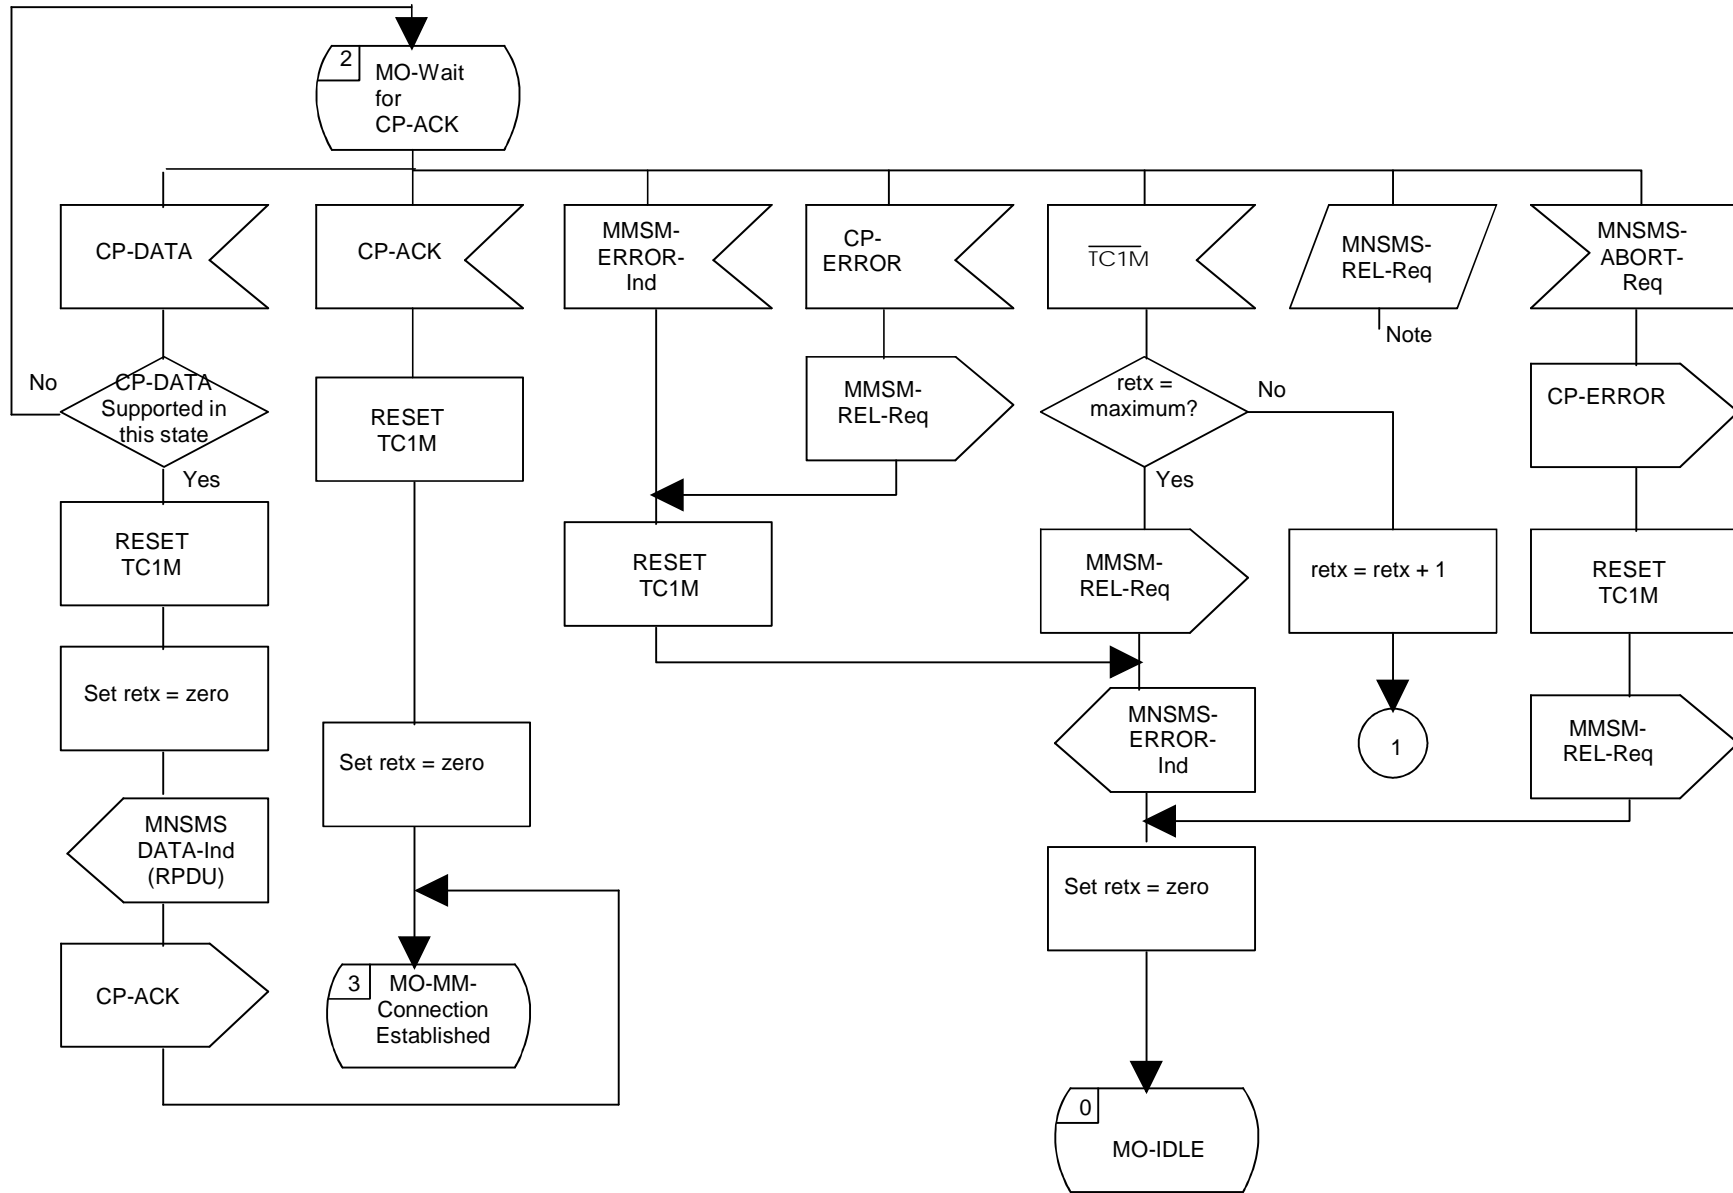 2
MO-Wait
for
CP-ACK
CP-DATA
CP-ACK
MMSM-
ERROR-
Ind
CP-
ERROR
TC1M
MNSMS-
REL-Req
MNSMS-
ABORT-
Req
Note
No
CP-DATA
Supported in
this state
Yes
RESET
TC1M
MMSM-
REL-Req
retx =
maximum?
No
Yes
CP-ERROR
RESET
TC1M
RESET
TC1M
MMSM-
REL-Req
retx = retx + 1
RESET
TC1M
Set retx = zero
Set retx = zero
MNSMS-
ERROR-
Ind
1
MMSM-
REL-Req
MNSMS
DATA-Ind
(RPDU)
Set retx = zero
CP-ACK
3
MO-MM-
Connection
Established
0
MO-IDLE